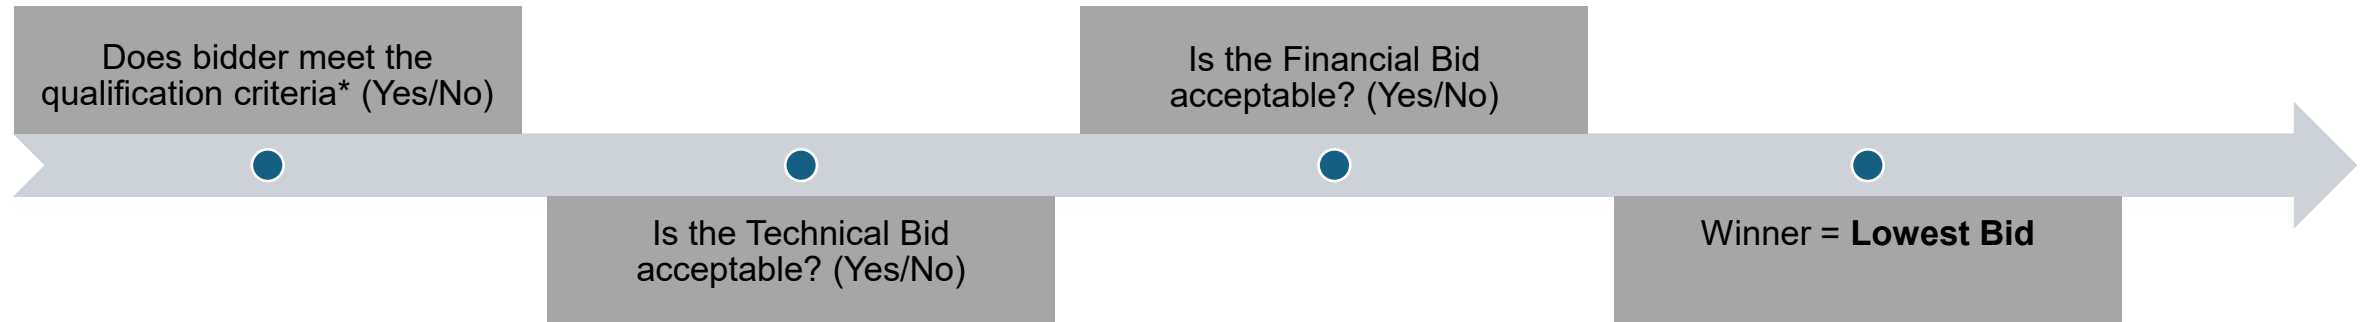 Does bidder meet the
qualification criteria* (Yes/No)
Is the Technical Bid
acceptable? (Yes/No)
Is the Financial Bid
acceptable? (Yes/No)
Winner = Lowest Bid